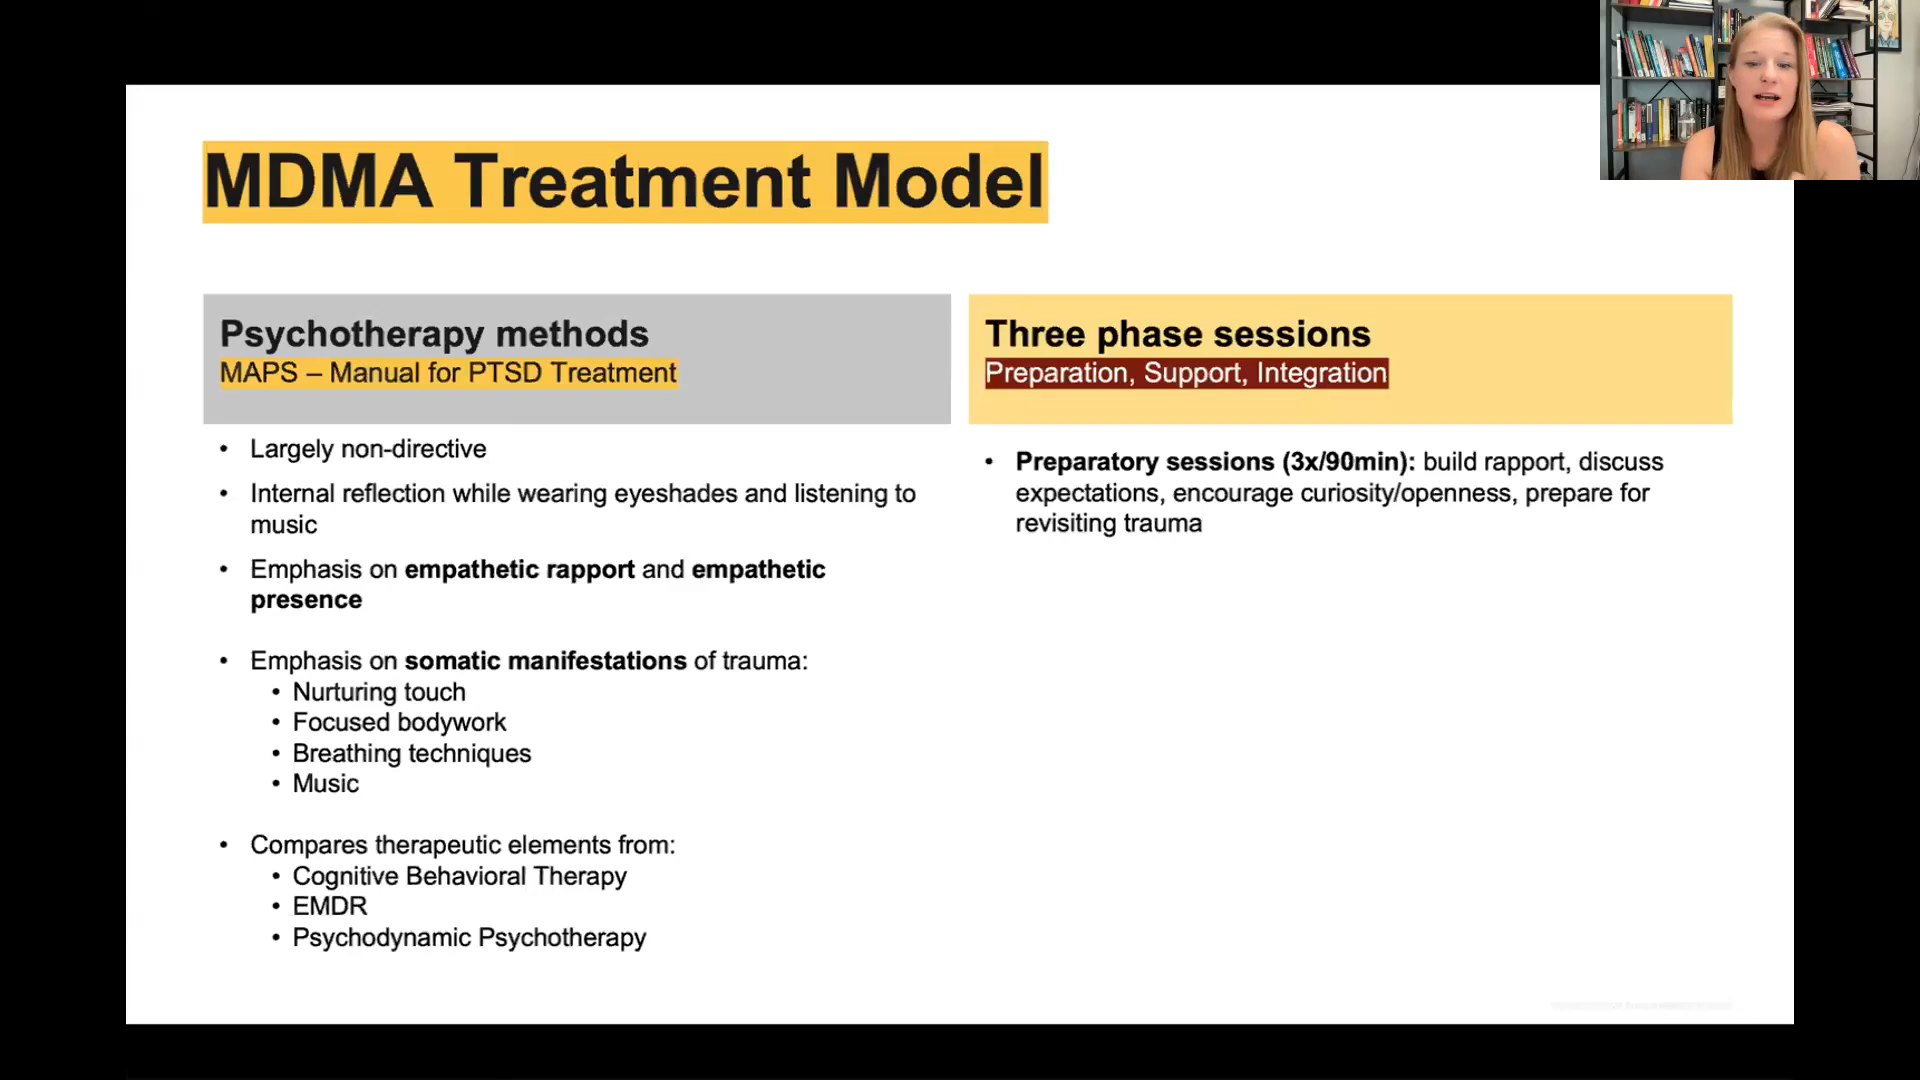 MDMA Treatment Model
Psychotherapy methods
MAPS – Manual for PTSD Treatment
• Largely non-directive
• Internal reflection while wearing eyeshades and listening to
music
• Emphasis on empathetic rapport and empathetic
presence
• Emphasis on somatic manifestations of trauma:
• Nurturing touch
• Focused bodywork
• Breathing techniques
• Music
• Compares therapeutic elements from:
• Cognitive Behavioral Therapy
• EMDR
• Psychodynamic Psychotherapy
Three phase sessions
Preparation, Support, Integration
• Preparatory sessions (3x/90min): build rapport, discuss
expectations, encourage curiosity/openness, prepare for
revisiting trauma